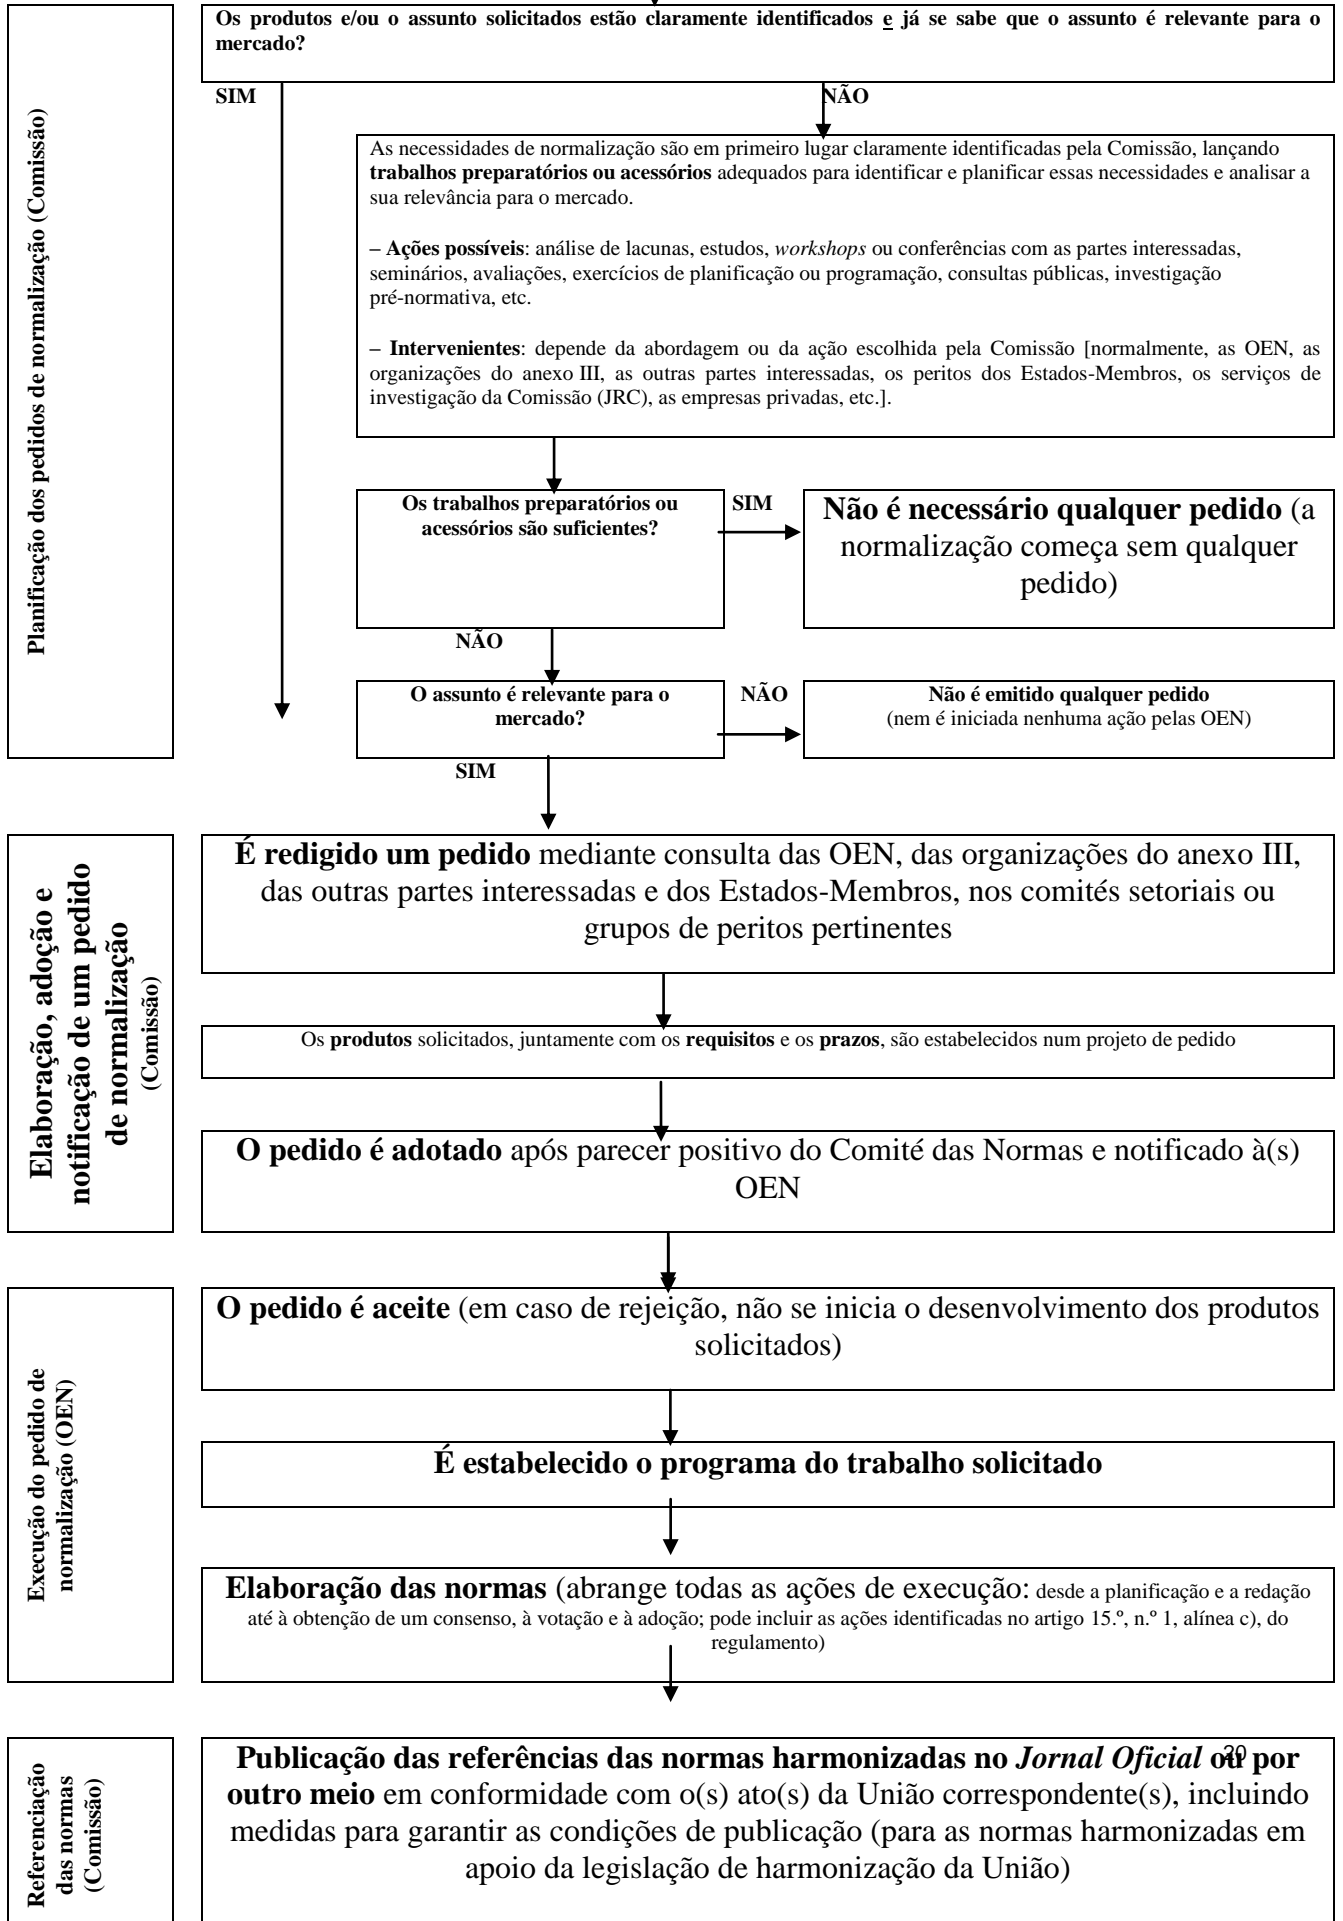 Os produtos e/ou o assunto solicitados estão claramente identificados e já se sabe que o assunto é relevante para o
mercado?
SIM
NÃO
Planificação dos pedidos de normalização (Comissão)
As necessidades de normalização são em primeiro lugar claramente identificadas pela Comissão, lançando
trabalhos preparatórios ou acessórios adequados para identificar e planificar essas necessidades e analisar a
sua relevância para o mercado.
– Ações possíveis: análise de lacunas, estudos, workshops ou conferências com as partes interessadas,
seminários, avaliações, exercícios de planificação ou programação, consultas públicas, investigação
pré-normativa, etc.
– Intervenientes: depende da abordagem ou da ação escolhida pela Comissão [normalmente, as OEN, as
organizações do anexo III, as outras partes interessadas, os peritos dos Estados-Membros, os serviços de
investigação da Comissão (JRC), as empresas privadas, etc.].
Os trabalhos preparatórios ou
acessórios são suficientes?
SIM
Não é necessário qualquer pedido (a
normalização começa sem qualquer
pedido)
NÃO
O assunto é relevante para o
mercado?
NÃO
Não é emitido qualquer pedido
(nem é iniciada nenhuma ação pelas OEN)
SIM
Elaboração, adoção e
notificação de um pedido
de normalização
(Comissão)
É redigido um pedido mediante consulta das OEN, das organizações do anexo III,
das outras partes interessadas e dos Estados-Membros, nos comités setoriais ou
grupos de peritos pertinentes
Os produtos solicitados, juntamente com os requisitos e os prazos, são estabelecidos num projeto de pedido
O pedido é adotado após parecer positivo do Comité das Normas e notificado à(s)
OEN
Execução do pedido de
normalização (OEN)
O pedido é aceite (em caso de rejeição, não se inicia o desenvolvimento dos produtos
solicitados)
É estabelecido o programa do trabalho solicitado
Elaboração das normas (abrange todas as ações de execução: desde a planificação e a redação
até à obtenção de um consenso, à votação e à adoção; pode incluir as ações identificadas no artigo 15.º, n.º 1, alínea c), do
regulamento)
Referenciação
das normas
(Comissão)
Publicação das referências das normas harmonizadas no Jornal Oficial ou por
outro meio em conformidade com o(s) ato(s) da União correspondente(s), incluindo
medidas para garantir as condições de publicação (para as normas harmonizadas em
apoio da legislação de harmonização da União)
20